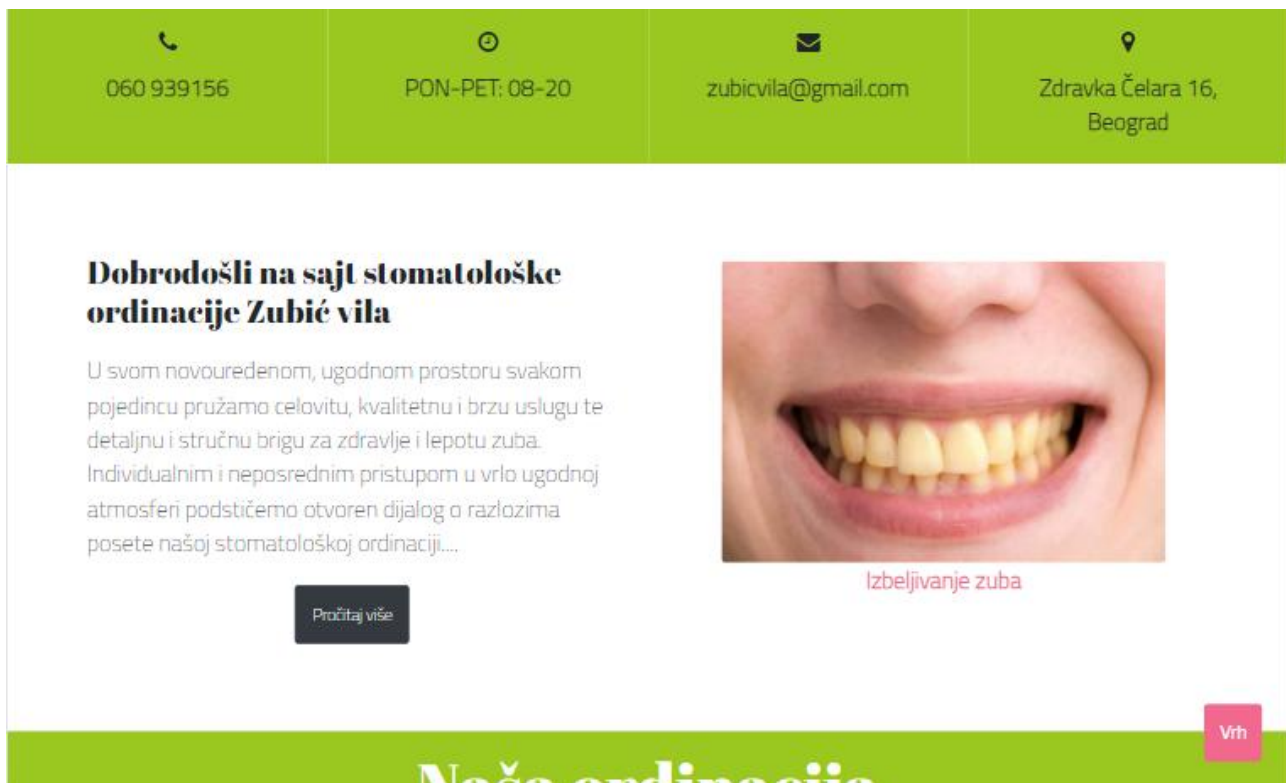 060 939156
PON-PET: 08-20
zubicvila@gmail.com
Zdravka Čelara 16,
Beograd
Dobrodošli na sajt stomatološke
ordinacije Zubić vila
U svom novouređenom, ugodnom prostoru svakom
pojedincu pružamo celovitu, kvalitetnu i brzu uslugu te
detaljnu i stručnu brigu za zdravlje i lepotu zuba.
Individualnim i neposrednim pristupom u vrlo ugodnoj
atmosferi podstičemo otvoren dijalog o razlozima
posete našoj stomatološkoj ordinaciji....
Pročitaj više
Izbeljivanje zuba
Vrh
Naša ordinacija